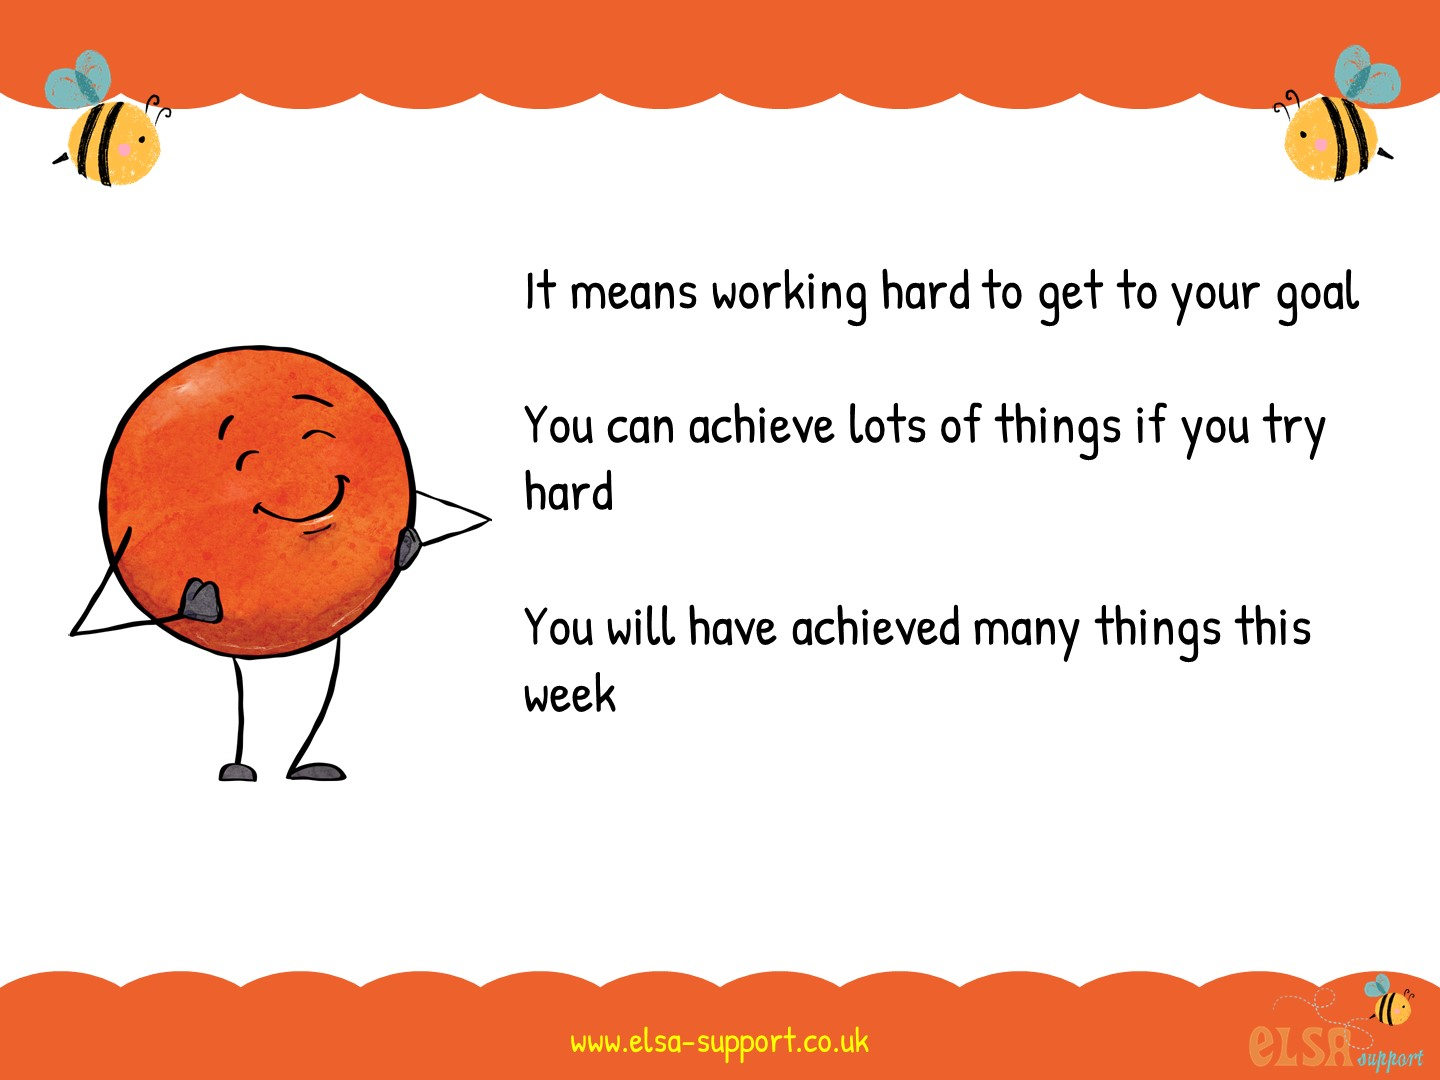 It means working hard to get to your goal
You can achieve lots of things if you try
hard
You will have achieved many things this
week
www.elsa-support.co.uk
ELSA
support